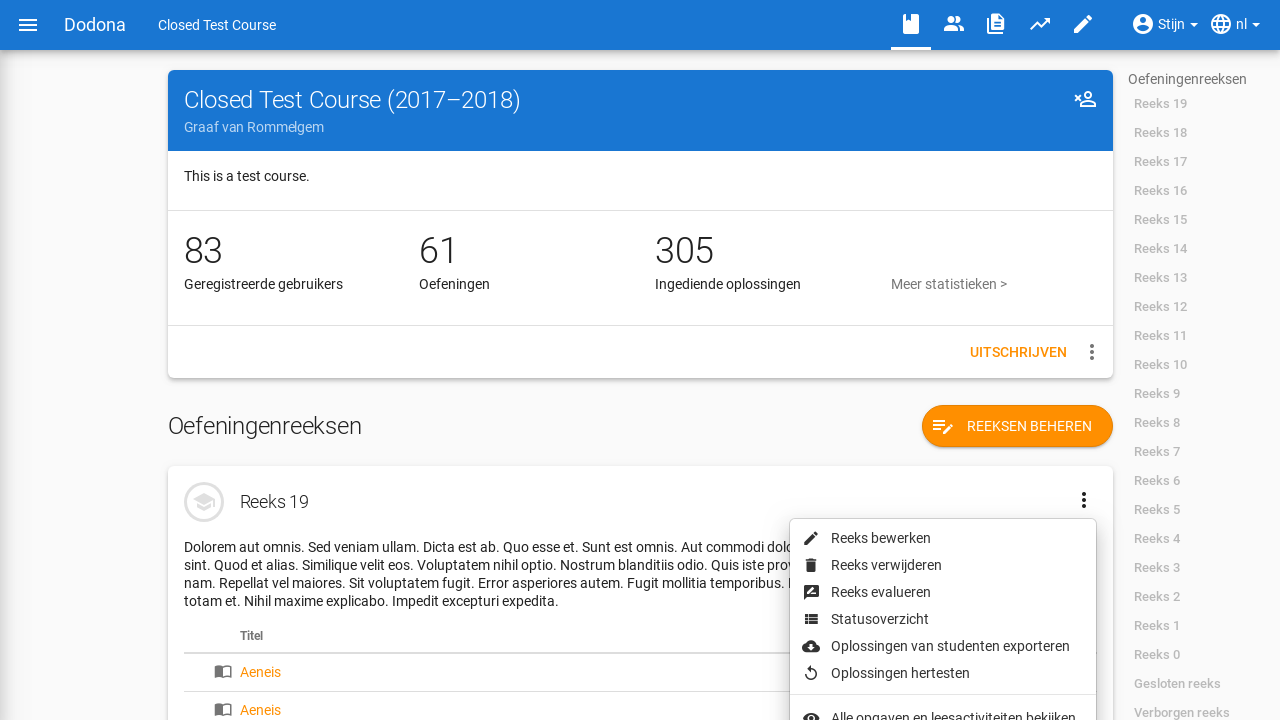 Dodona
Closed Test Course
Stijn
nl
Closed Test Course (2017–2018)
Graaf van Rommelgem
This is a test course.
83
Geregistreerde gebruikers
61
Oefeningen
305
Ingediende oplossingen
Meer statistieken >
UITSCHRIJVEN
Oefeningenreeksen
REEKSEN BEHEREN
Reeks 19
Dolorem aut omnis. Sed veniam ullam. Dicta est ab. Quo esse et. Sunt est omnis. Aut commodi
sint. Quod et alias. Similique velit eos. Voluptatem nihil optio. Nostrum blanditiis odio. Quis iste
nam. Repellat vel maiores. Sit voluptatem fugit. Error asperiores autem. Fugit mollitia temporibus.
totam et. Nihil maxime explicabo. Impedit excepturi expedita.
Titel
Aeneis
Aeneis
Reeks bewerken
Reeks verwijderen
Reeks evalueren
Statusoverzicht
Oplossingen van studenten exporteren
Oplossingen hertesten
Alle opgaven en leesactiviteiten bekijken
Oefeningenreeksen
Reeks 19
Reeks 18
Reeks 17
Reeks 16
Reeks 15
Reeks 14
Reeks 13
Reeks 12
Reeks 11
Reeks 10
Reeks 9
Reeks 8
Reeks 7
Reeks 6
Reeks 5
Reeks 4
Reeks 3
Reeks 2
Reeks 1
Reeks 0
Gesloten reeks
Verborgen reeks